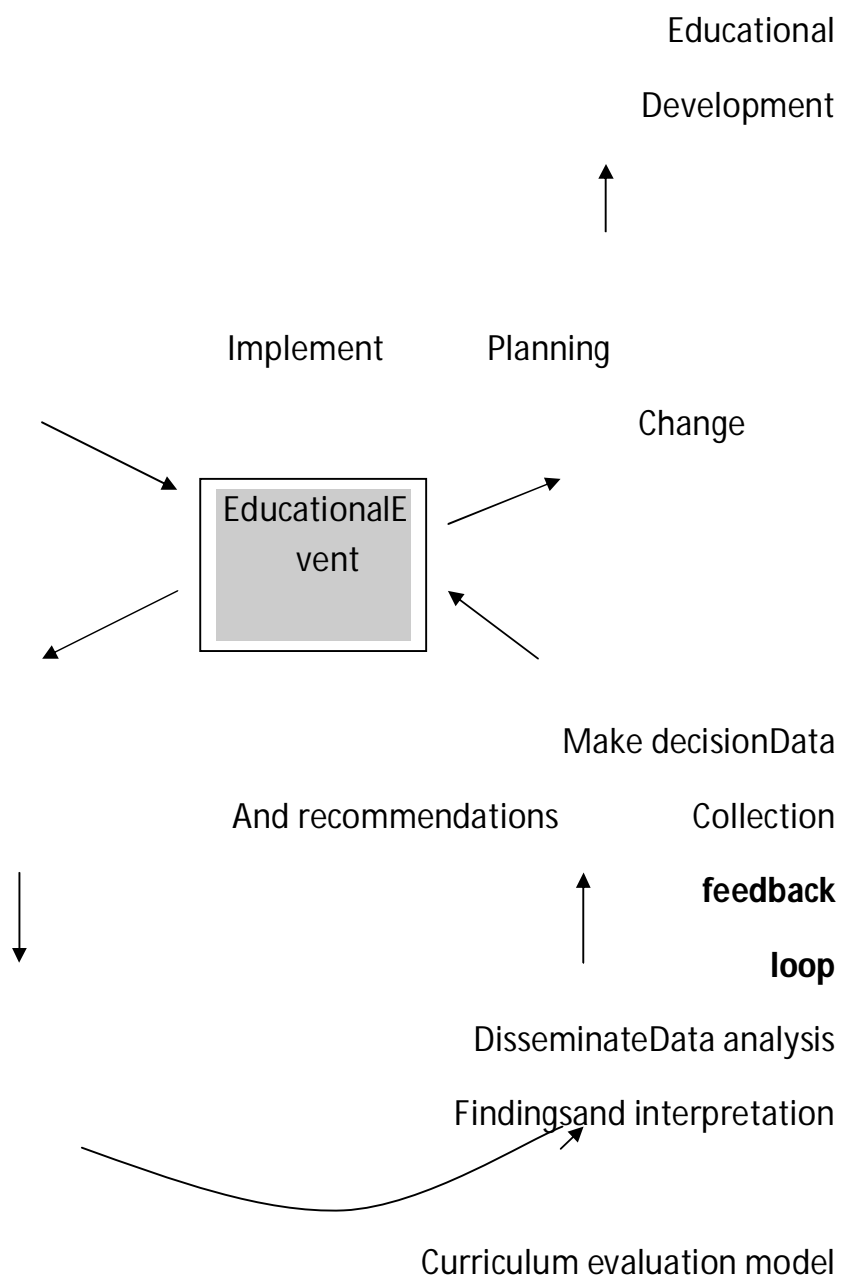 Educational
Development
Implement Planning
Change
EducationalE
vent
Make decisionData
And recommendations Collection
feedback
loop
DisseminateData analysis
Findingsand interpretation
Curriculum evaluation model